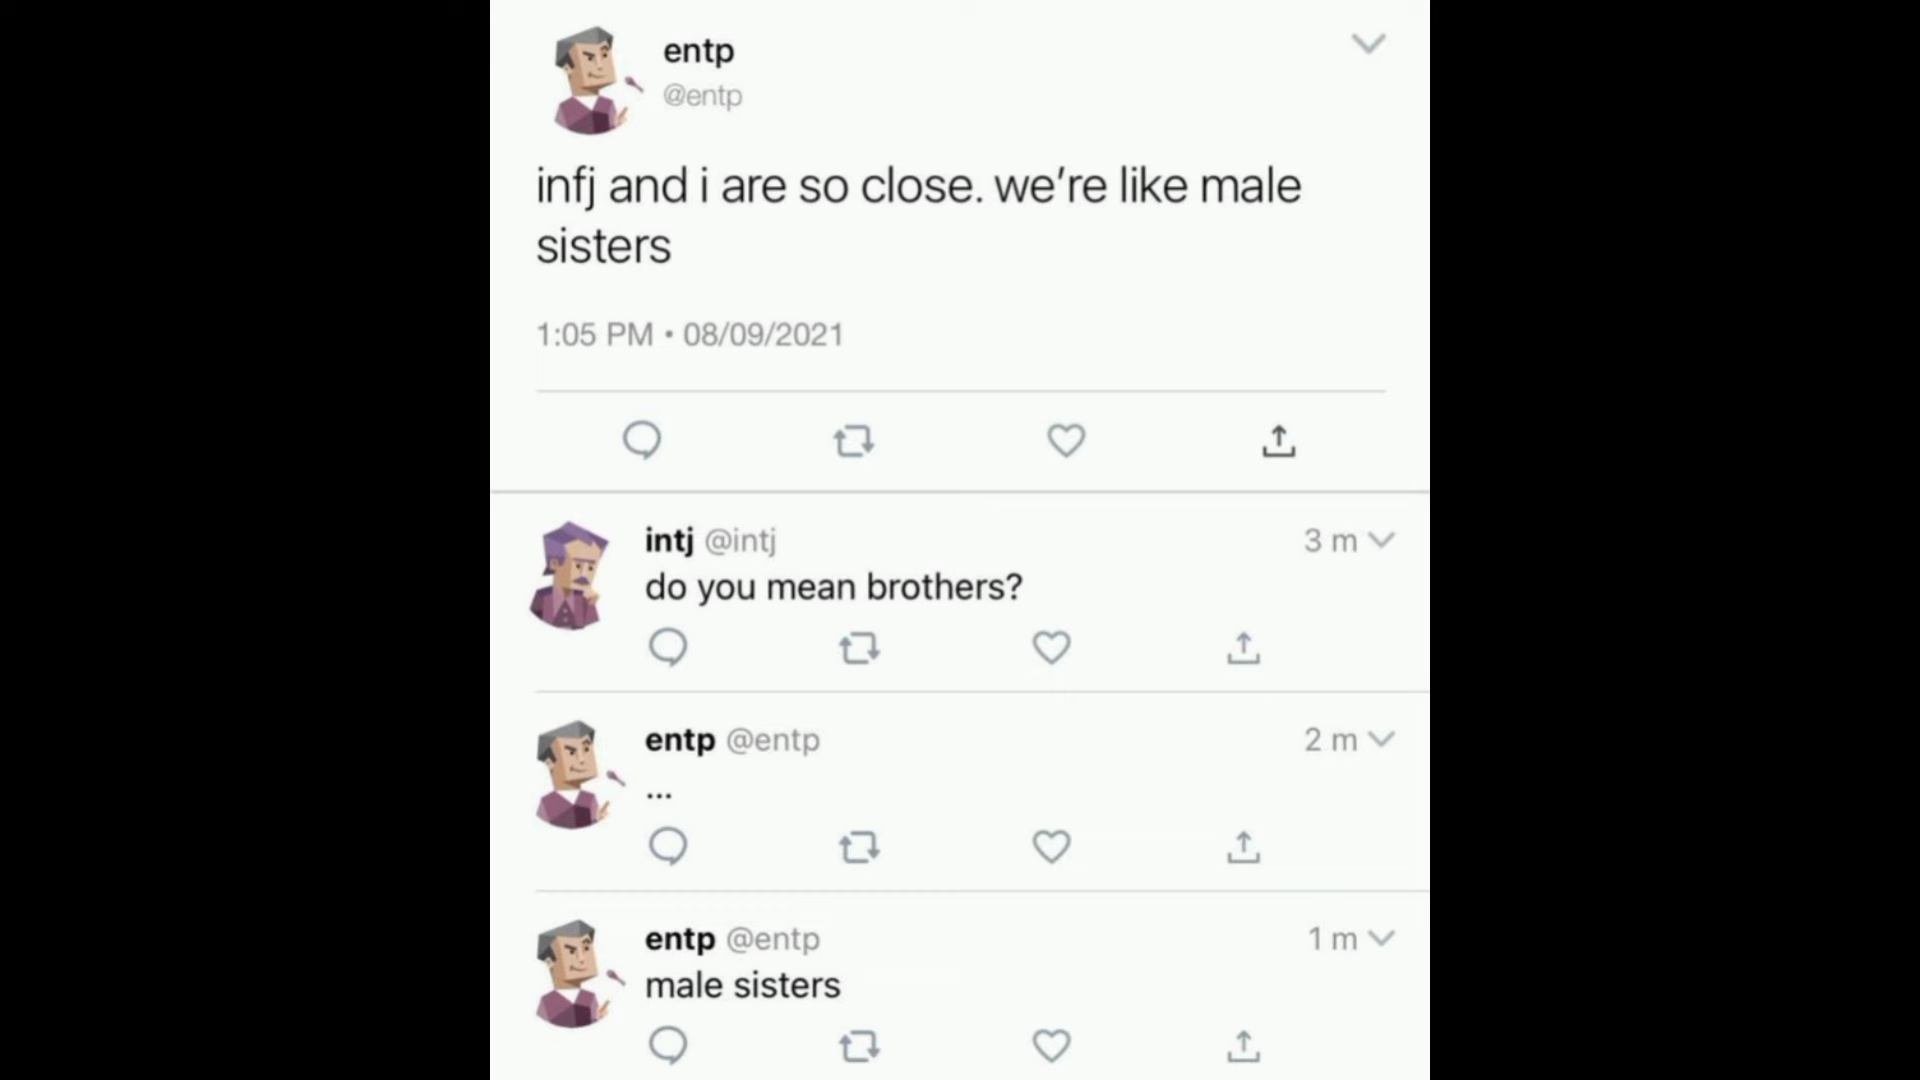 entp
@entp
infj and i are so close. we're like male
sisters
1:05 PM • 08/09/2021
intj @intj 3 m
do you mean brothers?
entp @entp 2 m
...
entp @entp 1 m
male sisters